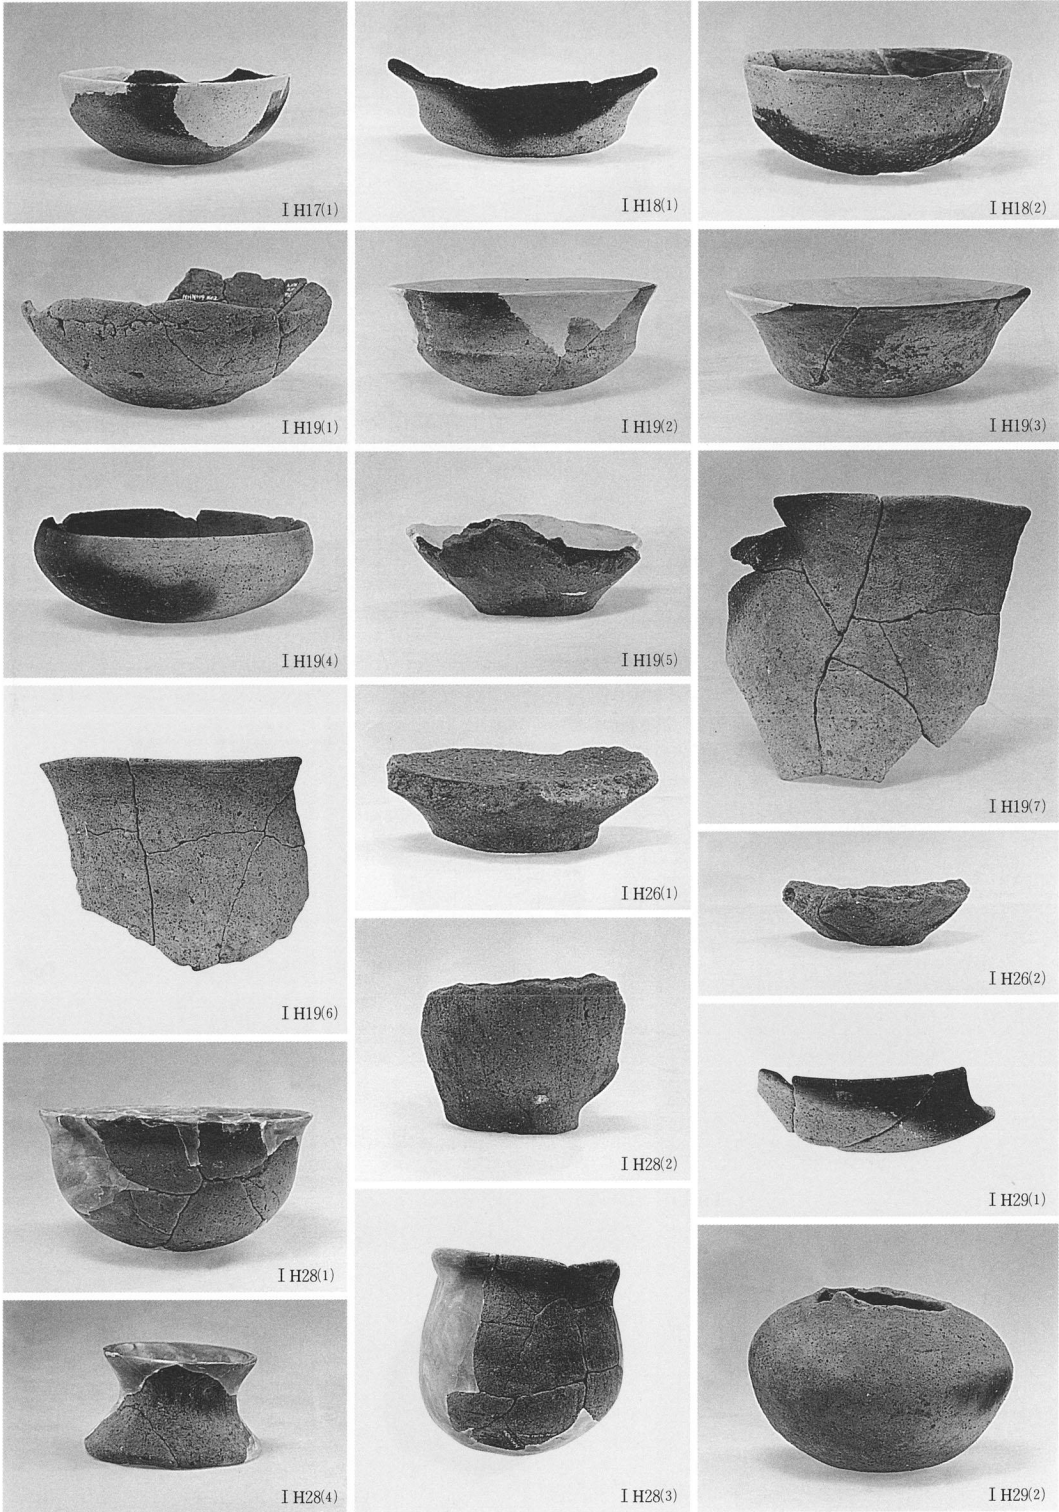 I H17(1)
I H18(1)
I H18(2)
I H19(1)
I H19(2)
I H19(3)
I H19(4)
I H19(5)
I H19(7)
I H19(6)
I H26(1)
I H26(2)
I H28(2)
I H28(1)
I H29(1)
I H28(4)
I H28(3)
I H29(2)